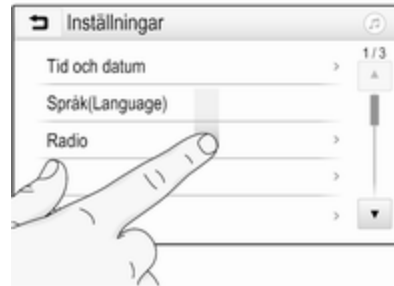 Inställningar
1/3
Tid och datum
Språk(Language)
Radio